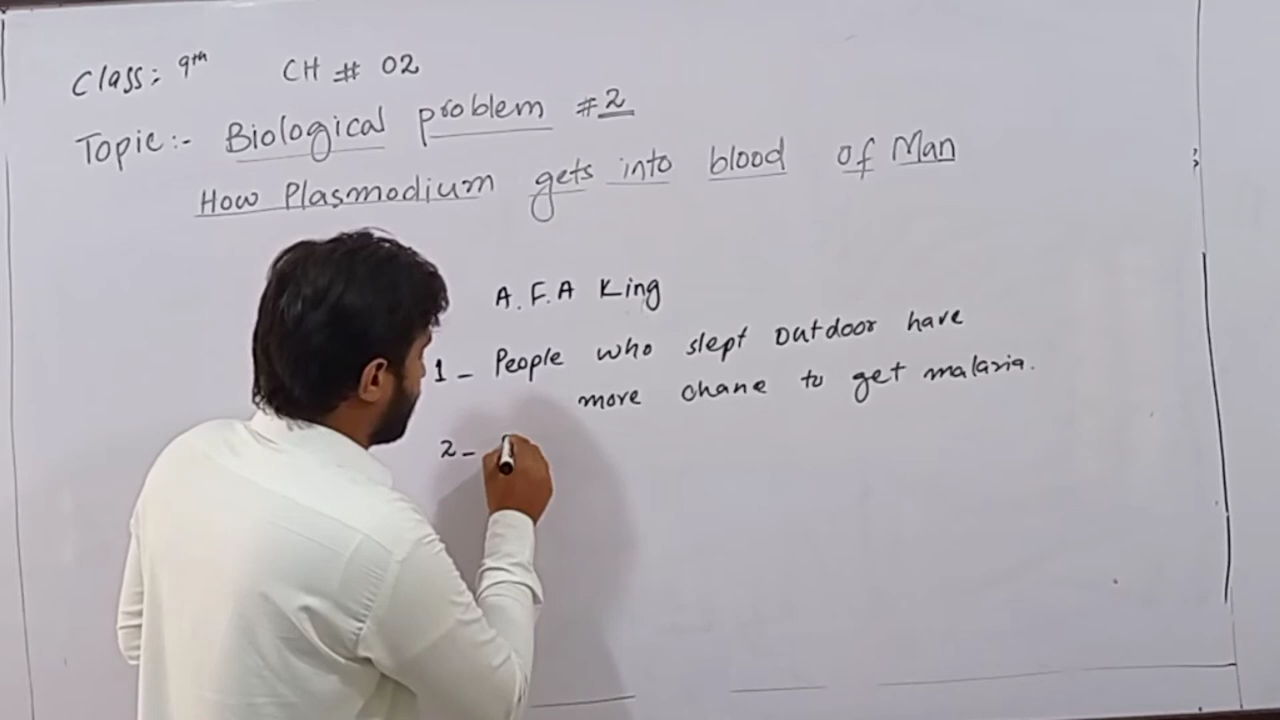 Class: 9th CH # 02
Topic:- Biological problem #2
How Plasmodium gets into blood of Man
A.F.A King
1- People who slept outdoor have
more chane to get malaria.
2-